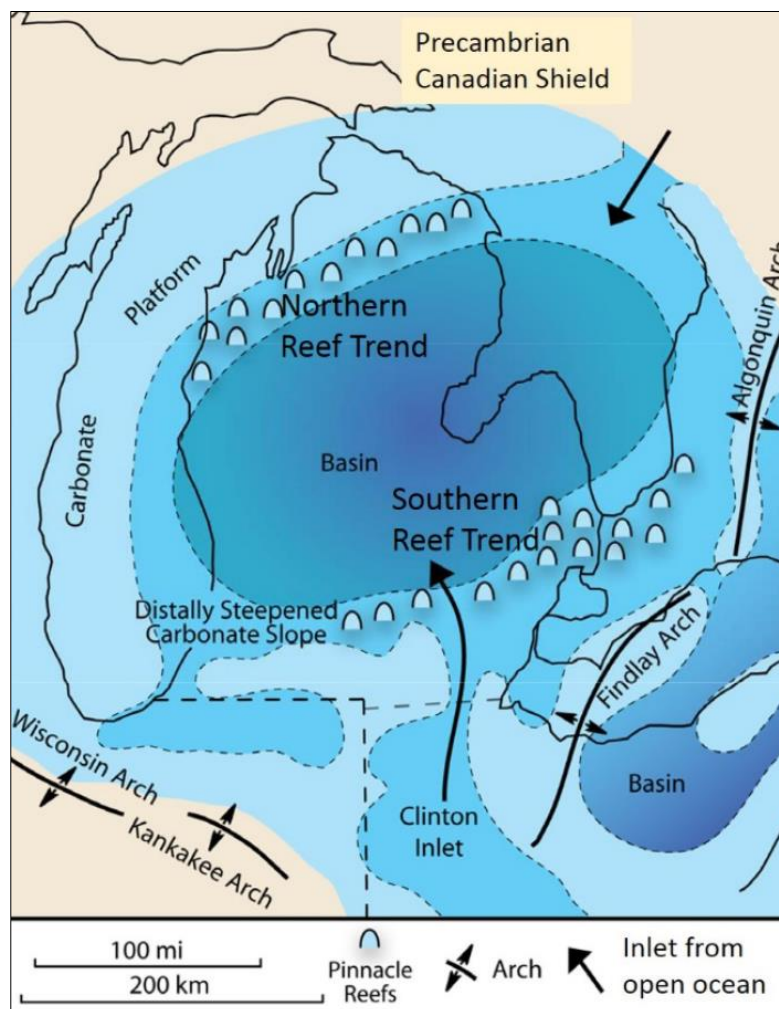 Precambrian
Canadian Shield
Platform
Northern
Reef Trend
Algonquin Arch
Carbonate
Basin
Southern
Reef Trend
Distally Steepened
Carbonate Slope
Findlay Arch
Wisconsin Arch
Kankakee Arch
Clinton
Inlet
Basin
100 mi
200 km
Pinnacle
Reefs
Arch
Inlet from
open ocean